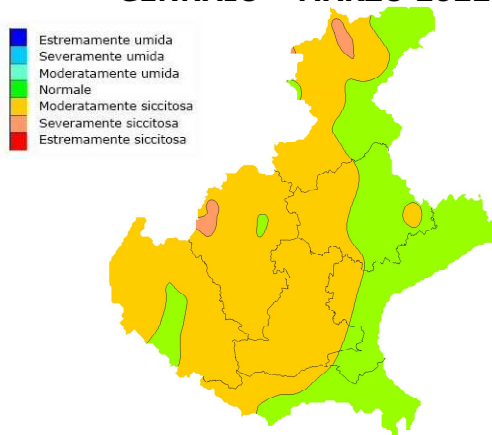 Estremamente umida
Severamente umida
Moderatamente umida
Normale
Moderatamente siccitosa
Severamente siccitosa
Estremamente siccitosa